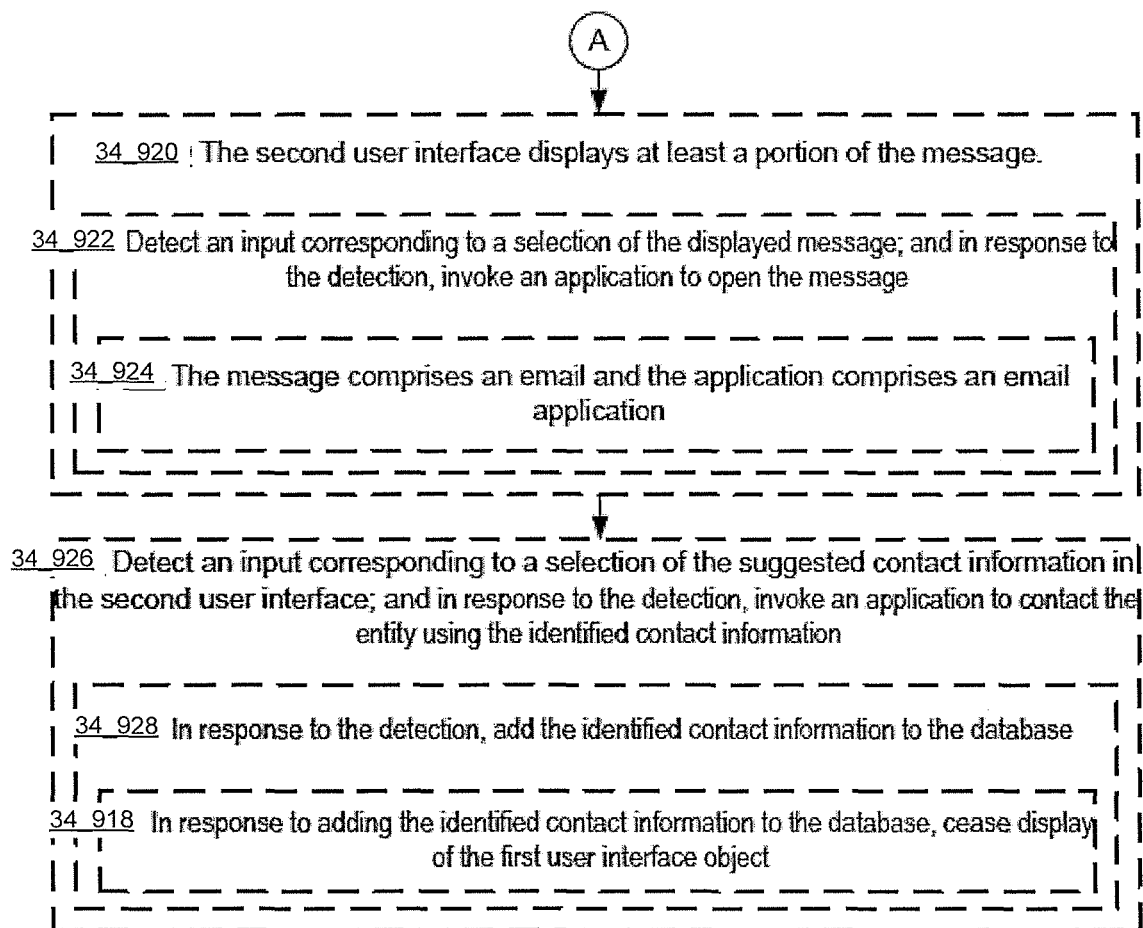 A
34_920 The second user interface displays at least a portion of the message.
34_922 Detect an input corresponding to a selection of the displayed message; and in response to
the detection, invoke an application to open the message
34_924 The message comprises an email and the application comprises an email
application
34_926 Detect an input corresponding to a selection of the suggested contact information in
the second user interface; and in response to the detection, invoke an application to contact the
entity using the identified contact information
34_928 In response to the detection, add the identified contact information to the database
34_918 In response to adding the identified contact information to the database, cease display
of the first user interface object